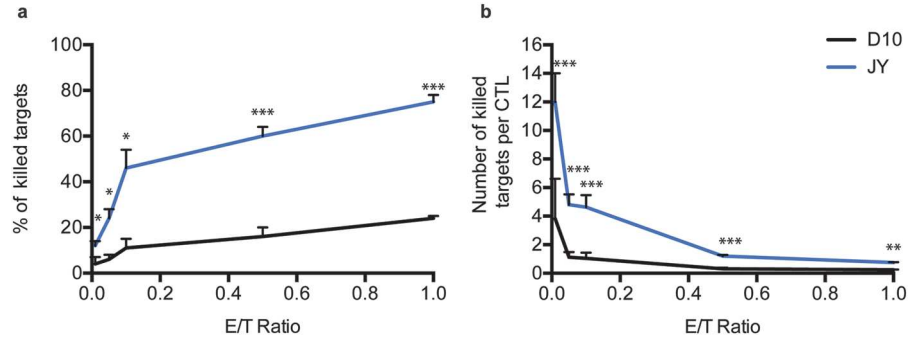 a
b
% of killed targets
100
80
60
40
20
0
* * * *** ***
0.0 0.2 0.4 0.6 0.8 1.0
E/T Ratio
Number of killed
targets per CTL
16
14
12
10
8
6
4
2
0
*** *** *** *** **
0.0 0.2 0.4 0.6 0.8 1.0
E/T Ratio
D10
JY